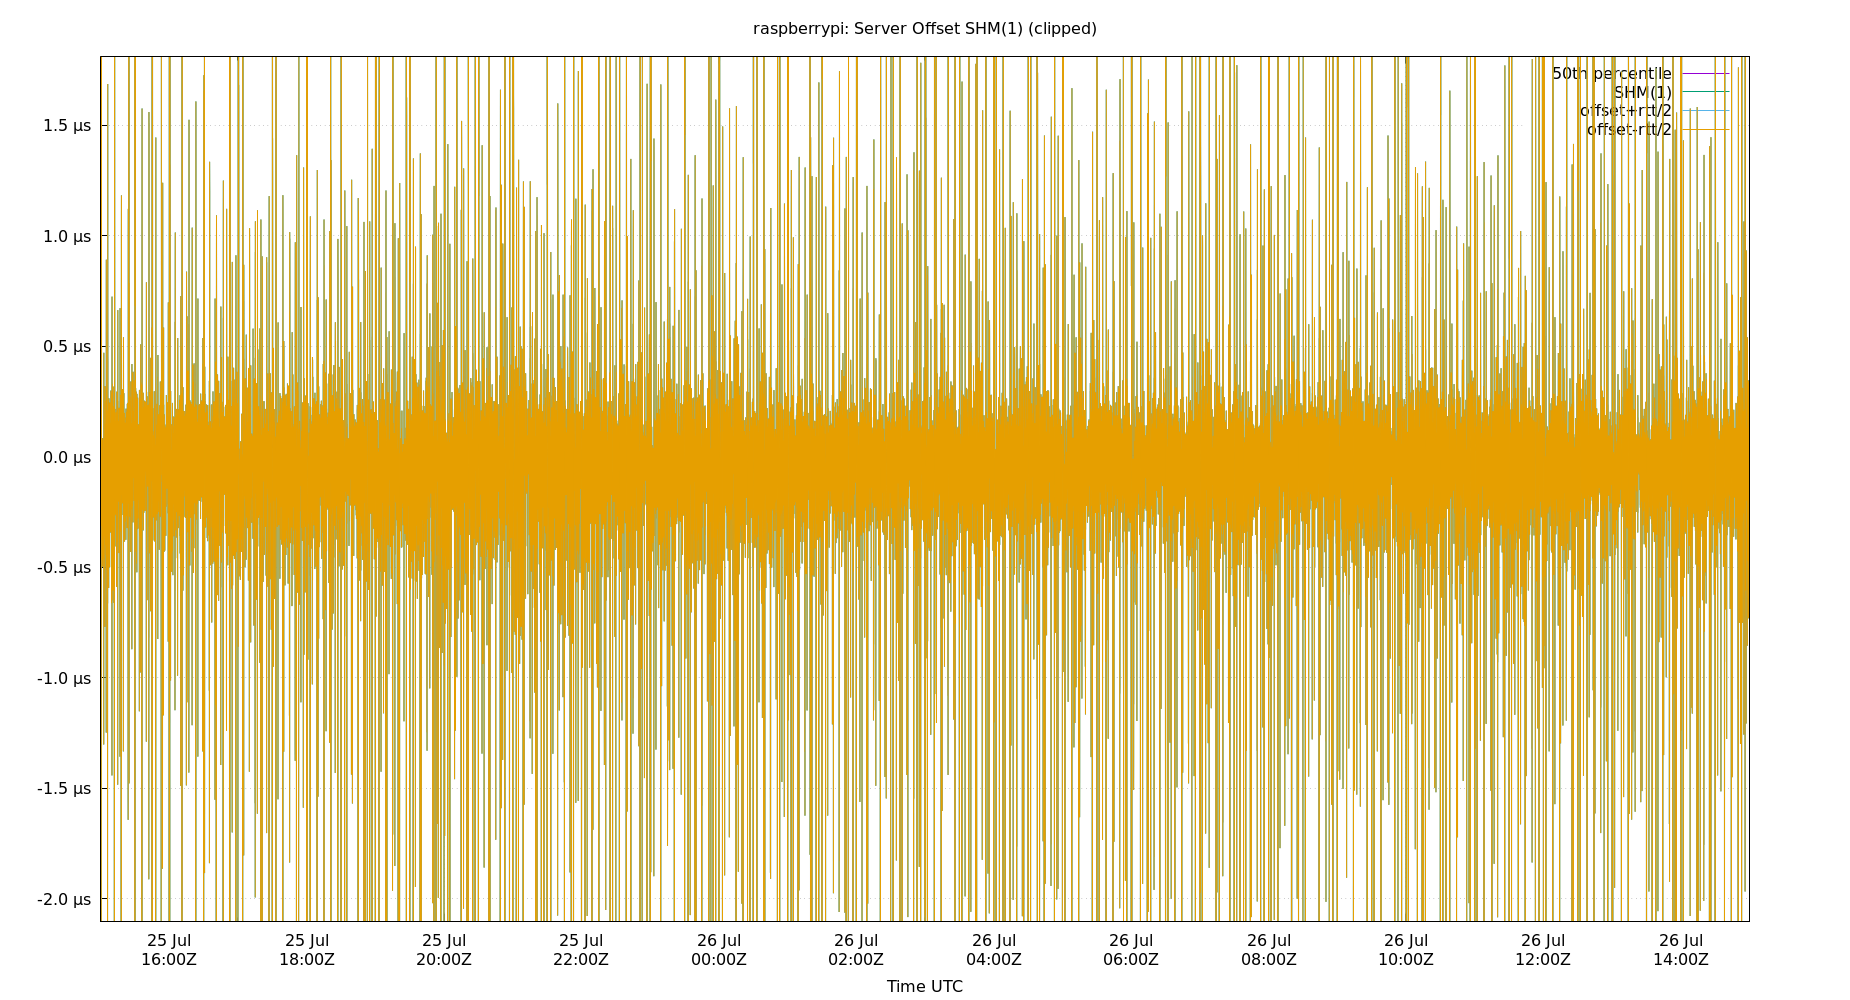 raspberrypi: Server Offset SHM(1) (clipped)
50th percentile
SHM(1)
offset+rtt/2
offset-rtt/2
1.5 µs
1.0 µs
0.5 µs
0.0 µs
-0.5 µs
-1.0 µs
-1.5 µs
-2.0 µs
25 Jul 25 Jul 25 Jul 25 Jul 26 Jul 26 Jul 26 Jul 26 Jul 26 Jul 26 Jul 26 Jul 26 Jul
16:00Z 18:00Z 20:00Z 22:00Z 00:00Z 02:00Z 04:00Z 06:00Z 08:00Z 10:00Z 12:00Z 14:00Z
Time UTC